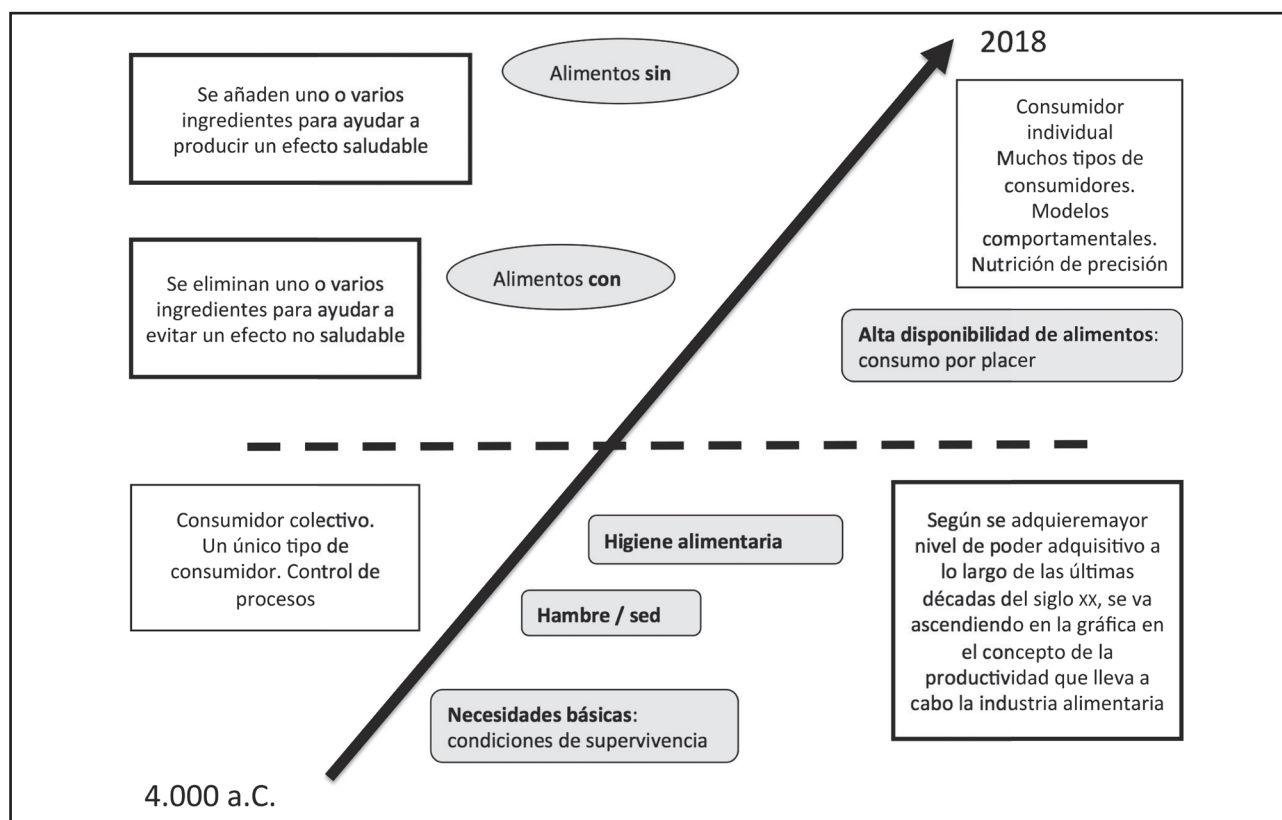 2018
Alimentos sin
Se añaden uno o varios
ingredientes para ayudar a
producir un efecto saludable
Consumidor
individual
Muchos tipos de
consumidores.
Modelos
comportamentales.
Nutrición de precisión
Alimentos con
Se eliminan uno o varios
ingredientes para ayudar a
evitar un efecto no saludable
Alta disponibilidad de alimentos:
consumo por placer
Consumidor colectivo.
Un único tipo de
consumidor. Control de
procesos
Higiene alimentaria
Hambre / sed
Necesidades básicas:
condiciones de supervivencia
Según se adquieremayor
nivel de poder adquisitivo a
lo largo de las últimas
décadas del siglo XX, se va
ascendiendo en la gráfica en
el concepto de la
productividad que lleva a
cabo la industria alimentaria
4.000 a.C.